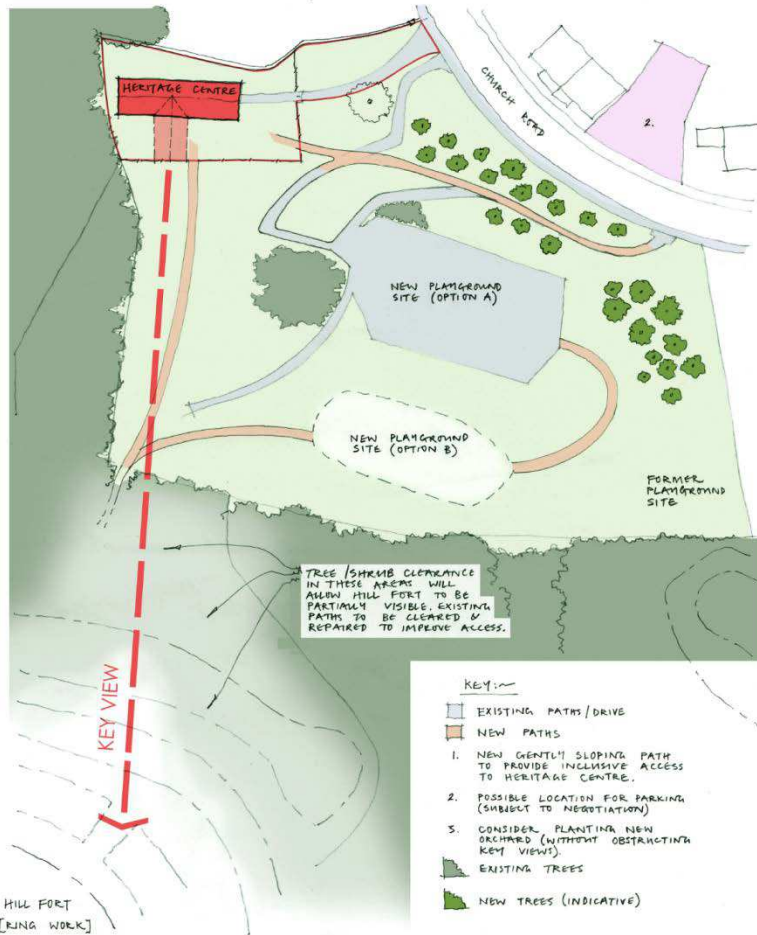 HERITAGE CENTRE
CHURCH ROAD
2.
NEW PLAYGROUND
SITE (OPTION A)
NEW PLAYGROUND
SITE (OPTION B)
FORMER
PLAYGROUND
SITE
TREE/SHRUB CLEARANCE
IN THESE AREAS WILL
ALLOW HILL FORT TO BE
PARTIALLY VISIBLE. EXISTING
PATHS TO BE CLEARED &
REPAIRED TO IMPROVE ACCESS.
KEY VIEW
KEY:~
EXISTING PATHS/DRIVE
NEW PATHS
1. NEW GENTLY SLOPING PATH
TO PROVIDE INCLUSIVE ACCESS
TO HERITAGE CENTRE.
2. POSSIBLE LOCATION FOR PARKING
(SUBJECT TO NEGOTIATION)
3. CONSIDER PLANTING NEW
ORCHARD (WITHOUT OBSTRUCTING
KEY VIEWS).
EXISTING TREES
NEW TREES (INDICATIVE)
HILL FORT
[RING WORK]